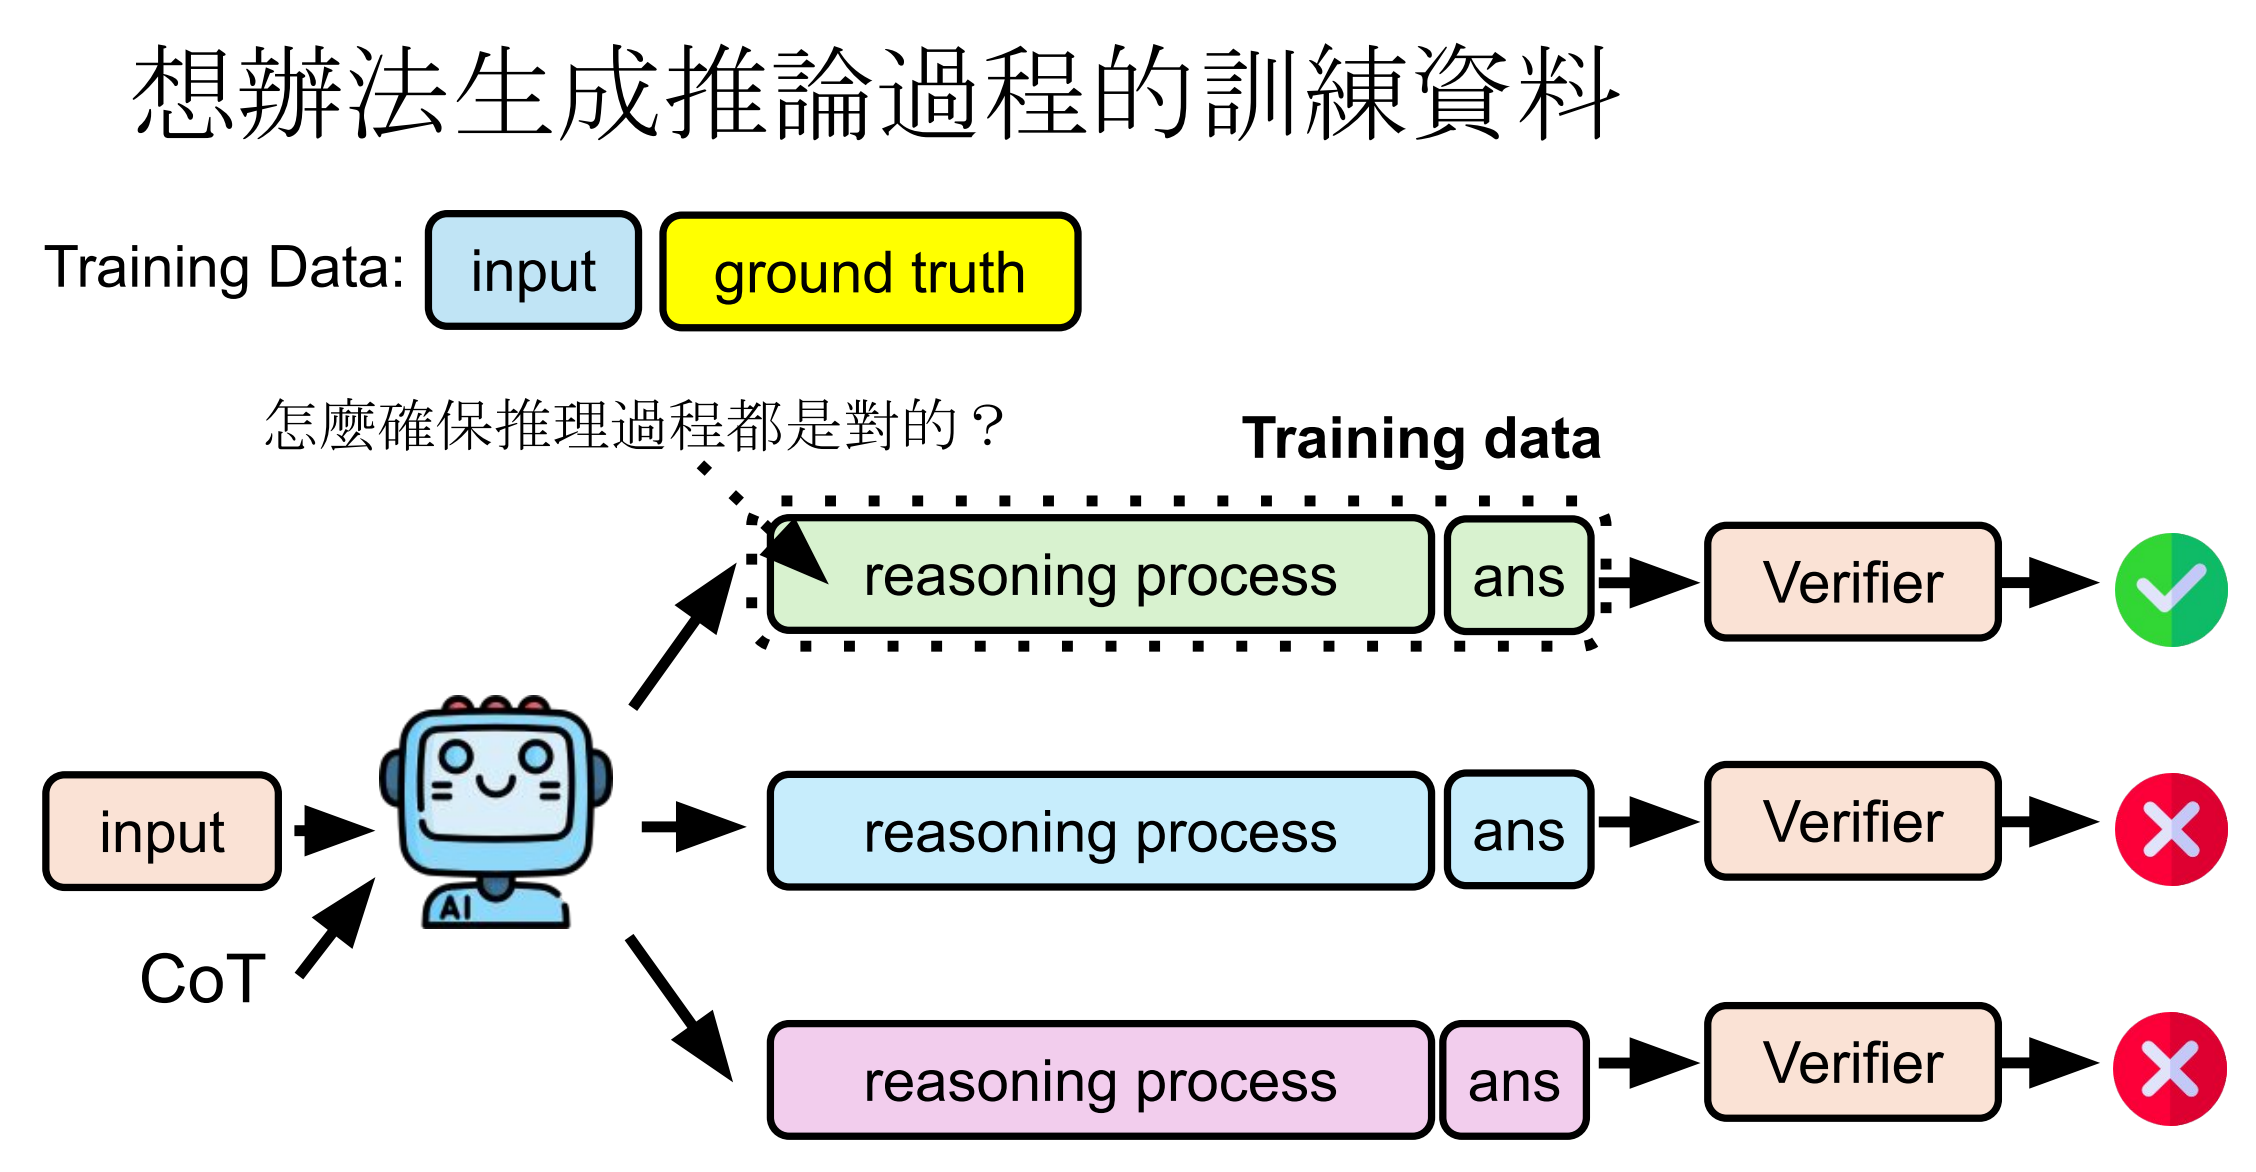 想辦法生成推論過程的訓練資料
Training Data:
input
ground truth
怎麼確保推理過程都是對的？
Training data
reasoning process
ans
Verifier
input
AI
reasoning process
ans
Verifier
CoT
reasoning process
ans
Verifier